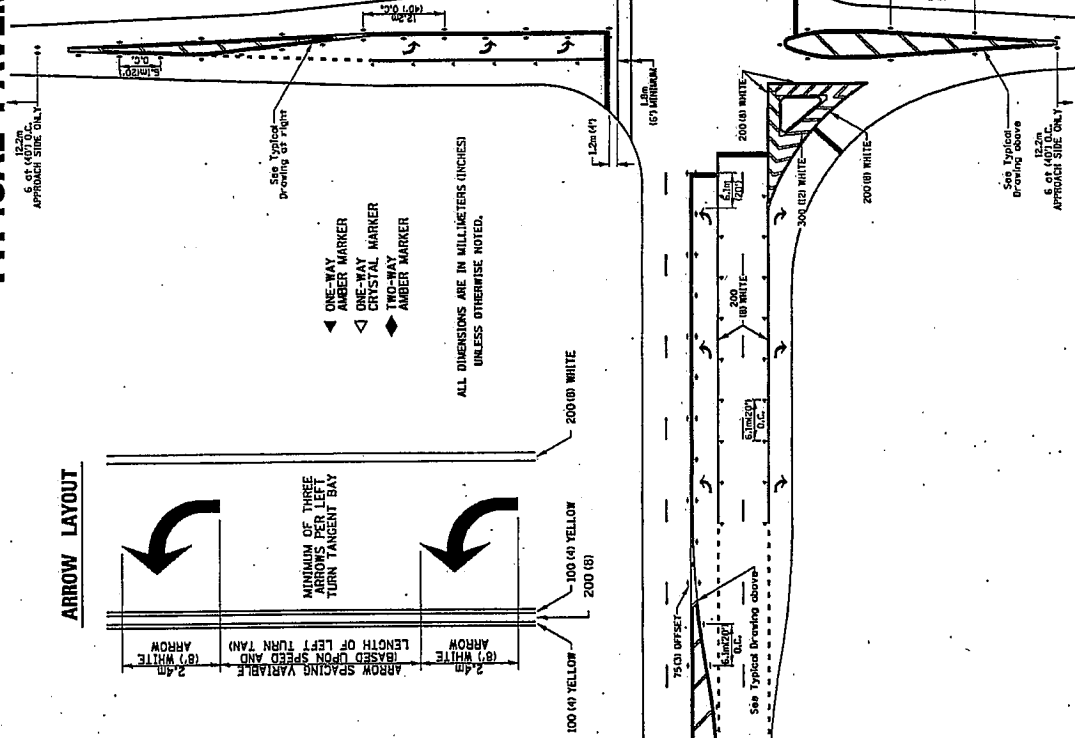 12.2m
6 at (40') O.C.
APPROACH SIDE ONLY
6.1m(20')
O.C.
12.2m
(40') O.C.
See Typical
Drawing at right
1.2m (4')
1.8m
(6') MINIMUM
200 (8) WHITE
300 (12) WHITE
200 (8) WHITE
See Typical
Drawing above
12.2m
6 at (40') O.C.
APPROACH SIDE ONLY
ONE-WAY
AMBER MARKER
ONE-WAY
CRYSTAL MARKER
TWO-WAY
AMBER MARKER
ALL DIMENSIONS ARE IN MILLIMETERS (INCHES)
UNLESS OTHERWISE NOTED.
6.1m
(20')
200
(8) WHITE
6.1m(20')
O.C.
75 (3) OFFSET
6.1m(20')
O.C.
See Typical Drawing above
ARROW LAYOUT
2.4m
(8') WHITE
ARROW
ARROW SPACING VARIABLE
(BASED UPON SPEED AND
LENGTH OF LEFT TURN TAN)
2.4m
(8') WHITE
ARROW
MINIMUM OF THREE
ARROWS PER LEFT
TURN TANGENT BAY
200 (8) WHITE
100 (4) YELLOW
200 (8)
100 (4) YELLOW